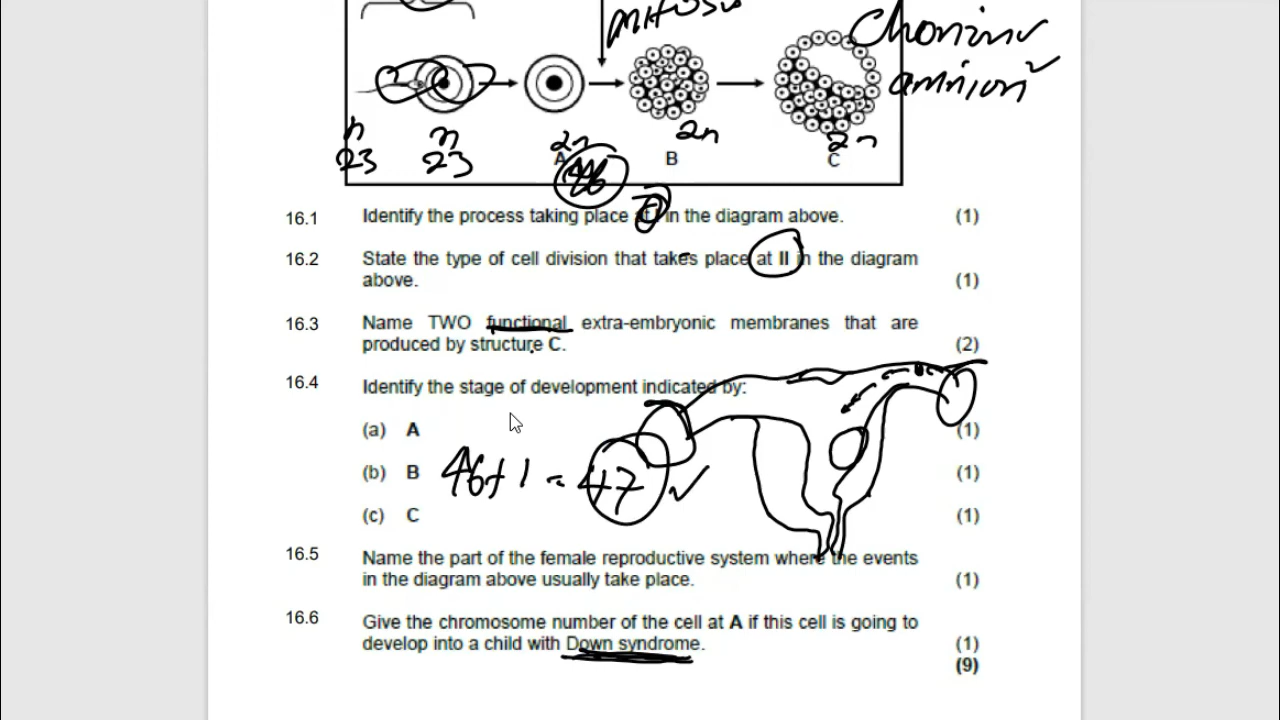 mitosis
Chorion
amnion
n n 2n 2n 2n
23 23 A B C
46
16.1 Identify the process taking place at I in the diagram above. (1)
16.2 State the type of cell division that takes place at II in the diagram
above. (1)
16.3 Name TWO functional extra-embryonic membranes that are
produced by structure C. (2)
16.4 Identify the stage of development indicated by:
(a) A (1)
(b) B (1)
46+1=47
(c) C (1)
16.5 Name the part of the female reproductive system where the events
in the diagram above usually take place. (1)
16.6 Give the chromosome number of the cell at A if this cell is going to
develop into a child with Down syndrome. (1)
(9)